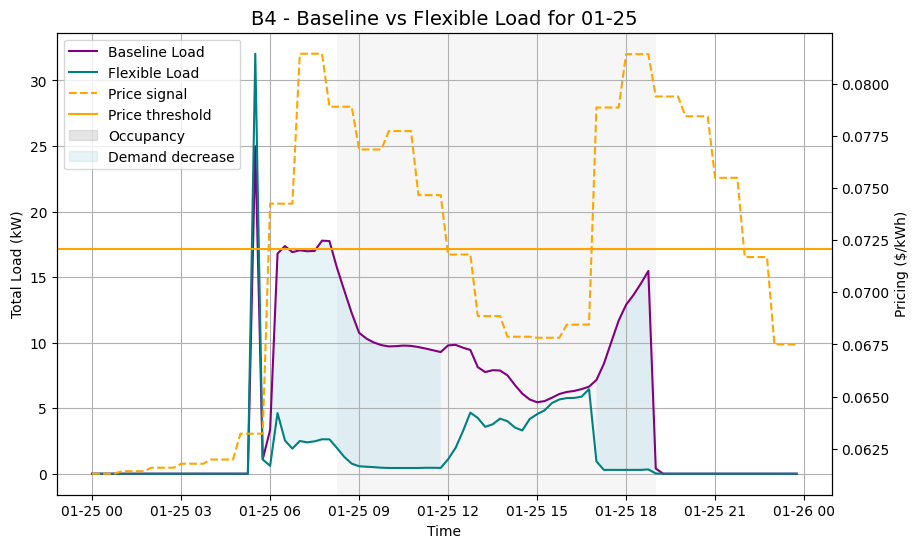 B4 - Baseline vs Flexible Load for 01-25
Baseline Load
Flexible Load
Price signal
Price threshold
Occupancy
Demand decrease
Total Load (kW)
30
25
20
15
10
5
0
0.0800
0.0775
0.0750
0.0725
0.0700
0.0675
0.0650
0.0625
Pricing ($/kWh)
01-25 00
01-25 03
01-25 06
01-25 09
01-25 12
01-25 15
01-25 18
01-25 21
01-26 00
Time